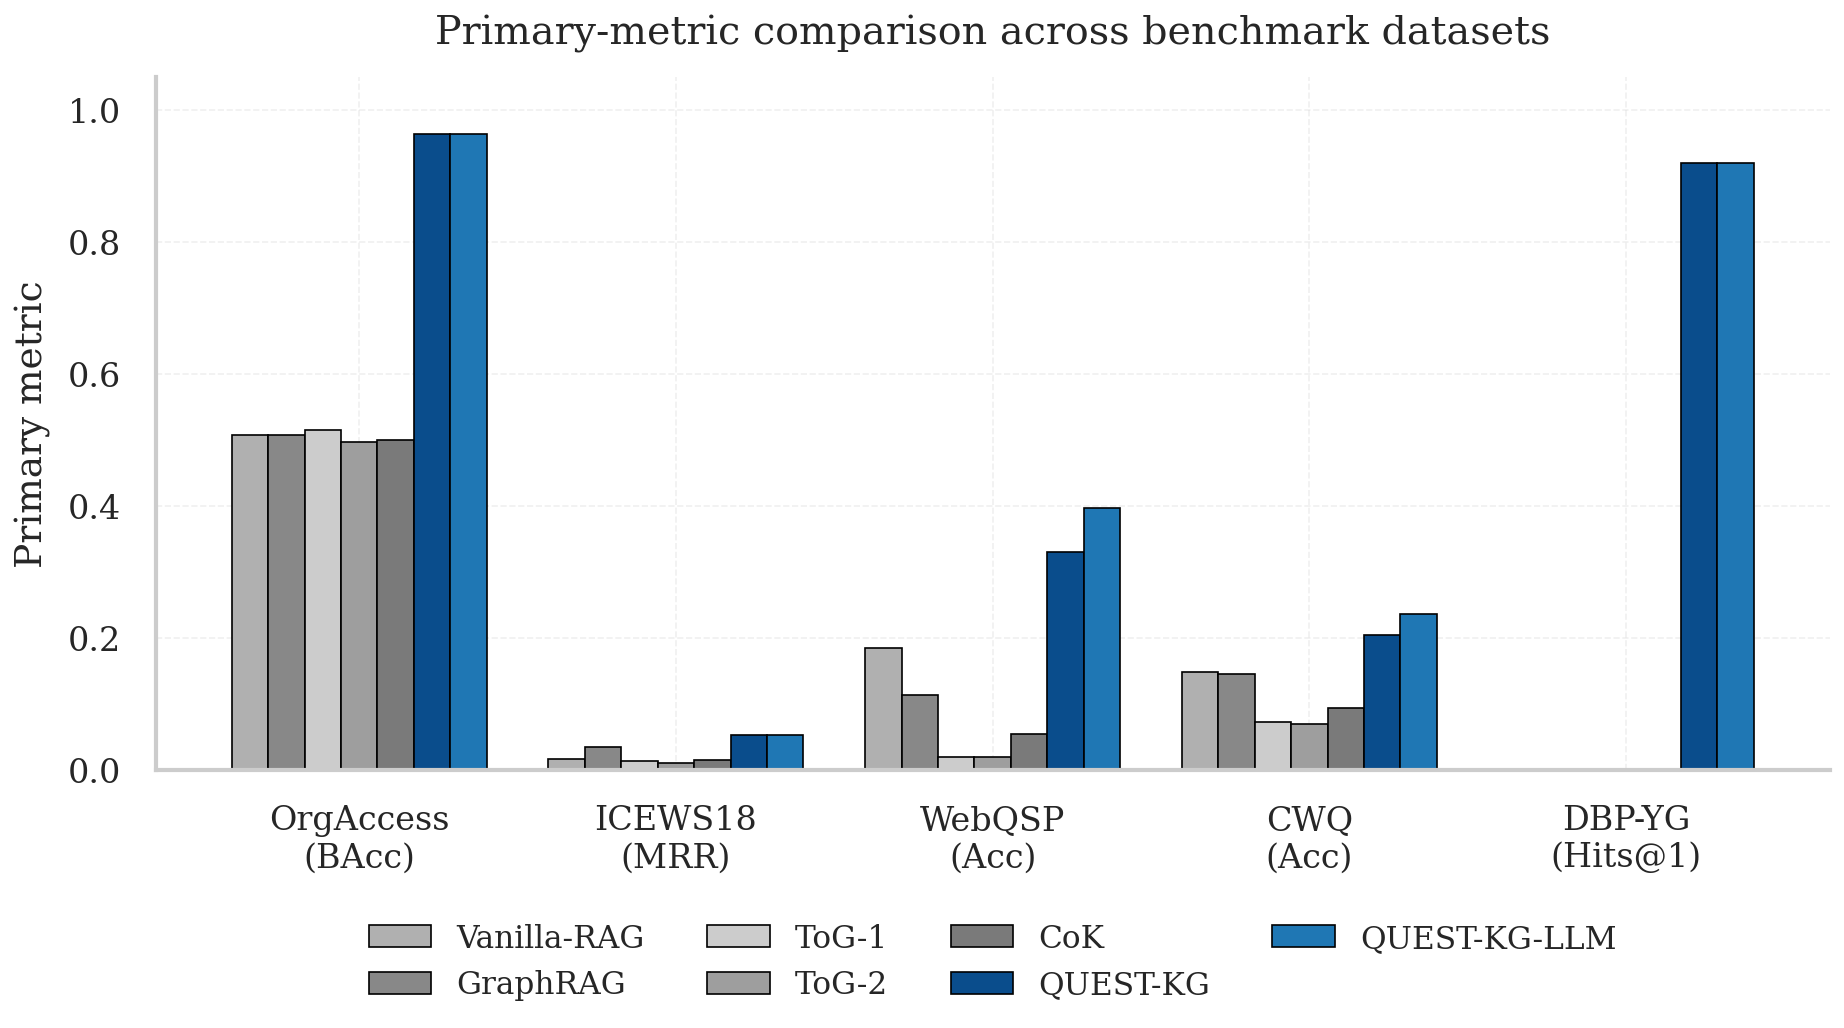 Primary-metric comparison across benchmark datasets
Primary metric
1.0
0.8
0.6
0.4
0.2
0.0
OrgAccess
(BAcc)
ICEWS18
(MRR)
WebQSP
(Acc)
CWQ
(Acc)
DBP-YG
(Hits@1)
Vanilla-RAG
GraphRAG
ToG-1
ToG-2
CoK
QUEST-KG
QUEST-KG-LLM